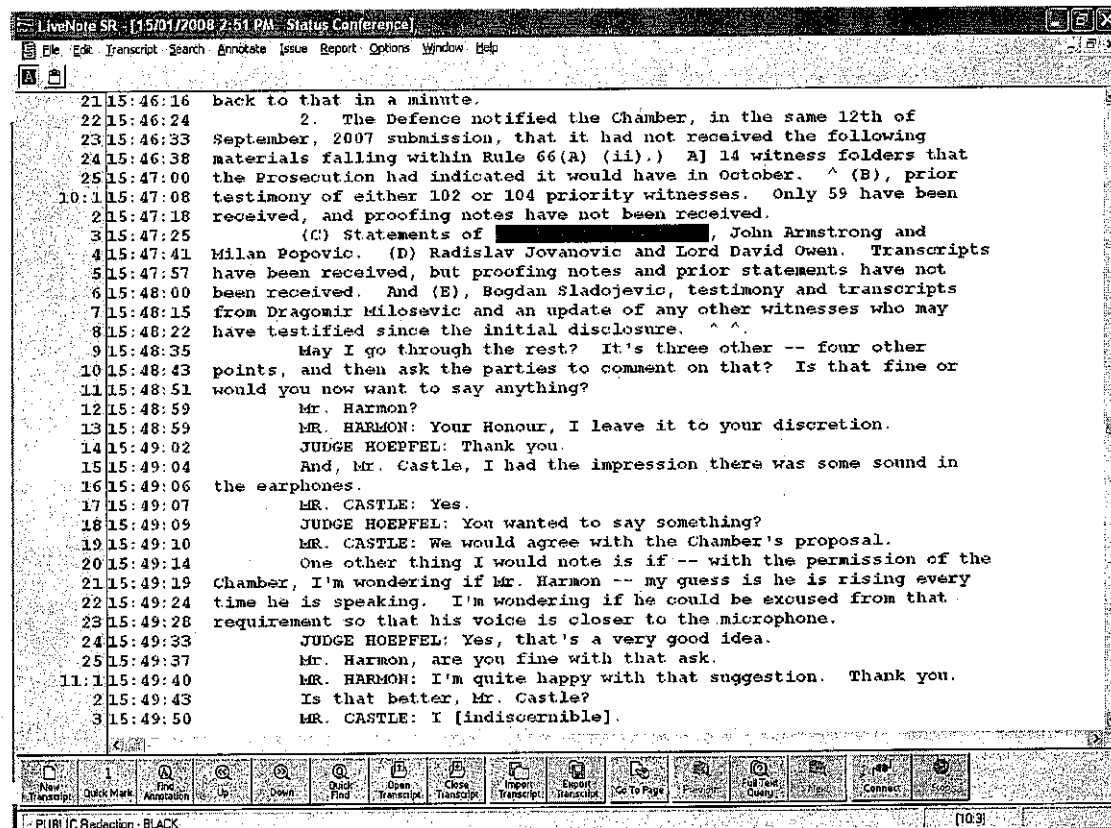 LiveNote SR - [15/01/2008 2:51 PM Status Conference]
File Edit Transcript Search Annotate Issue Report Options Window Help
21 15:46:16 back to that in a minute.
22 15:46:24 2. The Defence notified the Chamber, in the same 12th of
23 15:46:33 September, 2007 submission, that it had not received the following
24 15:46:38 materials falling within Rule 66(A) (ii).) A] 14 witness folders that
25 15:47:00 the Prosecution had indicated it would have in October. ^ (B), prior
10:1 15:47:08 testimony of either 102 or 104 priority witnesses. Only 59 have been
2 15:47:18 received, and proofing notes have not been received.
3 15:47:25 (C) Statements of , John Armstrong and
4 15:47:41 Milan Popovic. (D) Radislav Jovanovic and Lord David Owen. Transcripts
5 15:47:57 have been received, but proofing notes and prior statements have not
6 15:48:00 been received. And (E), Bogdan Sladojevic, testimony and transcripts
7 15:48:15 from Dragomir Milosevic and an update of any other witnesses who may
8 15:48:22 have testified since the initial disclosure. ^ ^.
9 15:48:35 May I go through the rest? It's three other -- four other
10 15:48:43 points, and then ask the parties to comment on that? Is that fine or
11 15:48:51 would you now want to say anything?
12 15:48:59 Mr. Harmon?
13 15:48:59 MR. HARMON: Your Honour, I leave it to your discretion.
14 15:49:02 JUDGE HOEPFEL: Thank you.
15 15:49:04 And, Mr. Castle, I had the impression there was some sound in
16 15:49:06 the earphones.
17 15:49:07 MR. CASTLE: Yes.
18 15:49:09 JUDGE HOEPFEL: You wanted to say something?
19 15:49:10 MR. CASTLE: We would agree with the Chamber's proposal.
20 15:49:14 One other thing I would note is if -- with the permission of the
21 15:49:19 Chamber, I'm wondering if Mr. Harmon -- my guess is he is rising every
22 15:49:24 time he is speaking. I'm wondering if he could be excused from that
23 15:49:28 requirement so that his voice is closer to the microphone.
24 15:49:33 JUDGE HOEPFEL: Yes, that's a very good idea.
25 15:49:37 Mr. Harmon, are you fine with that ask.
11:1 15:49:40 MR. HARMON: I'm quite happy with that suggestion. Thank you.
2 15:49:43 Is that better, Mr. Castle?
3 15:49:50 MR. CASTLE: I [indiscernible].
New Transcript Quick Mark Find Annotation Up Down Quick Find Open Transcript Close Transcript Import Transcript Export Transcript Go To Page Full Text Query Connect
PUBLIC Redaction - BLACK [10:3]